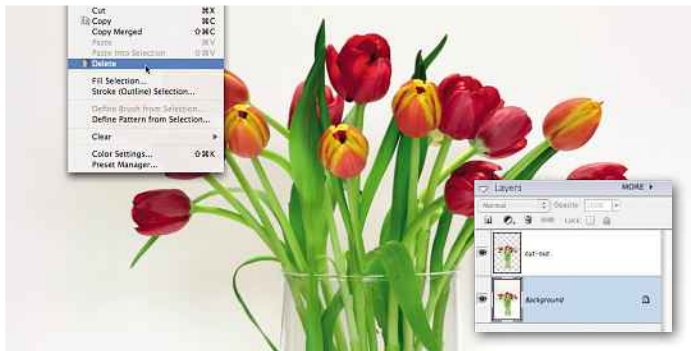 Cut ⌘X
Copy ⌘C
Copy Merged ⇧⌘C
Paste ⌘V
Paste Into Selection ⇧⌘V
Delete
Fill Selection...
Stroke (Outline) Selection...
Define Brush from Selection...
Define Pattern from Selection...
Clear
Color Settings... ⇧⌘K
Preset Manager...
Layers MORE
Normal Opacity
Lock
cut-out
Background